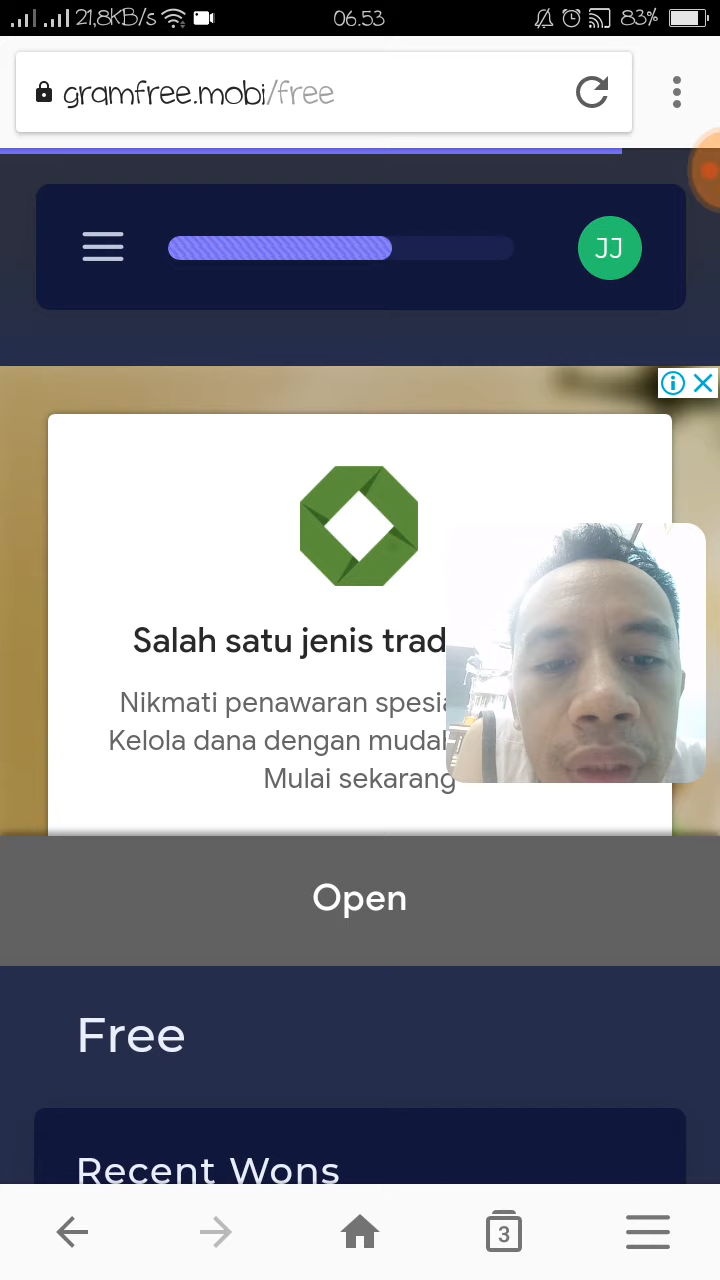 21,8KB/s 06.53 83%
gramfree.mobi/free
JJ
Salah satu jenis trad
Nikmati penawaran spesia
Kelola dana dengan mudah
Mulai sekarang
Open
Free
Recent Wons
3